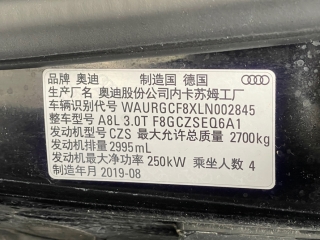 品牌 奥迪 制造国 德国
生产厂名 奥迪股份公司内卡苏姆工厂
车辆识别代号 WAURGCF8XLN002845
整车型号 A8L 3.0T F8GCZSEQ6A1
发动机型号 CZS 最大允许总质量 2700kg
发动机排量 2995mL
发动机最大净功率 250kW 乘坐人数 4
制造年月 2019-08